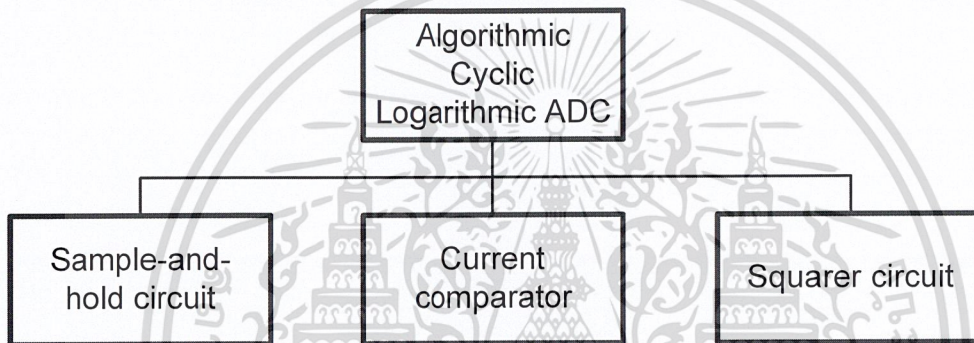 Algorithmic
Cyclic
Logarithmic ADC
Sample-and-
hold circuit
Current
comparator
Squarer circuit